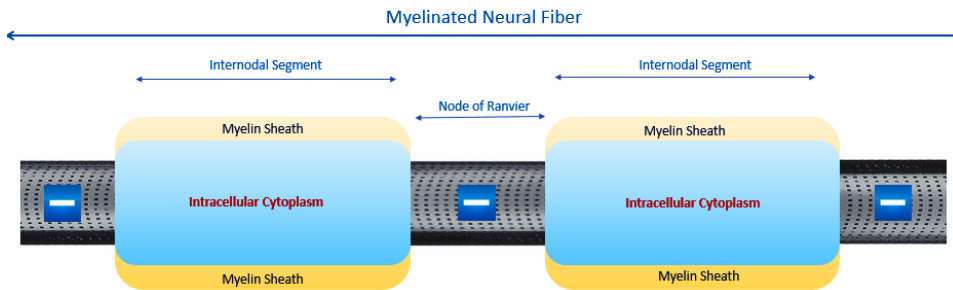 Myelinated Neural Fiber
Internodal Segment
Internodal Segment
Node of Ranvier
Myelin Sheath
Myelin Sheath
Intracellular Cytoplasm
Intracellular Cytoplasm
Myelin Sheath
Myelin Sheath